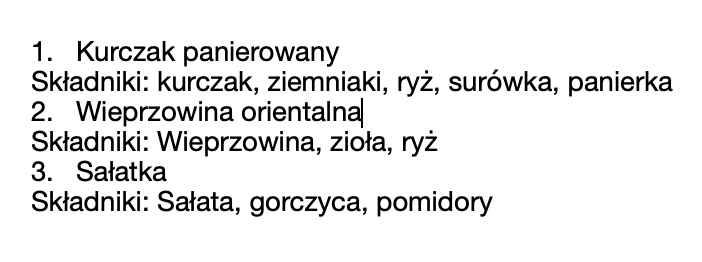 1. Kurczak panierowany
Składniki: kurczak, ziemniaki, ryż, surówka, panierka
2. Wieprzowina orientalna
Składniki: Wieprzowina, zioła, ryż
3. Sałatka
Składniki: Sałata, gorczyca, pomidory